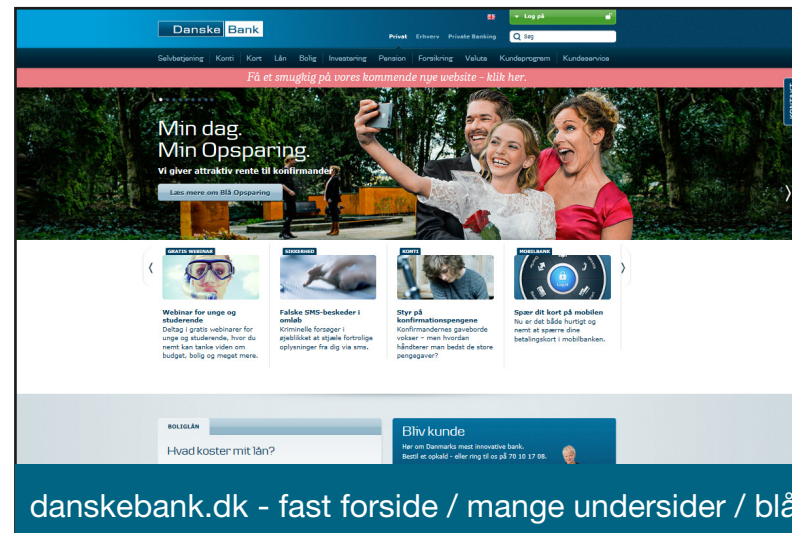 Danske Bank
Log på
Privat Erhverv Private Banking
Søg
Selvbetjening Konti Kort Lån Bolig Investering Pension Forsikring Valuta Kundeprogram Kundeservice
Få et smugkig på vores kommende nye website - klik her.
KONTAKT
Min dag.
Min Opsparing.
Vi giver attraktiv rente til konfirmander
Læs mere om Blå Opsparing
GRATIS WEBINAR
Webinar for unge og
studerende
Deltag i gratis webinarer for
unge og studerende, hvor du
nemt kan tanke viden om
budget, bolig og meget mere.
SIKKERHED
Falske SMS-beskeder i
omløb
Kriminelle forsøger i
øjeblikket at stjæle fortrolige
oplysninger fra dig via sms.
KONTI
Styr på
konfirmationspengene
Konfirmandernes gaveborde
vokser – men hvordan
håndterer man bedst de store
pengegaver?
MOBILBANK
Log på
Spær dit kort på mobilen
Nu er det både hurtigt og
nemt at spærre dine
betalingskort i mobilbanken.
BOLIGLÅN
Hvad koster mit lån?
Bliv kunde
Hør om Danmarks mest innovative bank.
Bestil et opkald - eller ring til os på 70 10 17 08.
danskebank.dk - fast forside / mange undersider / blå